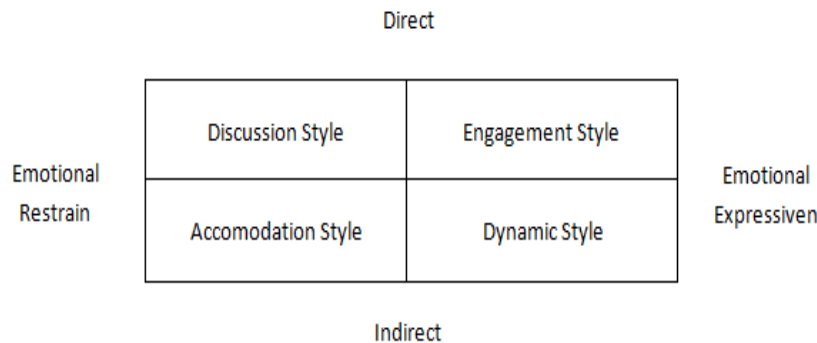 Direct
Discussion Style
Engagement Style
Emotional
Restrain
Emotional
Expressiven
Accomodation Style
Dynamic Style
Indirect